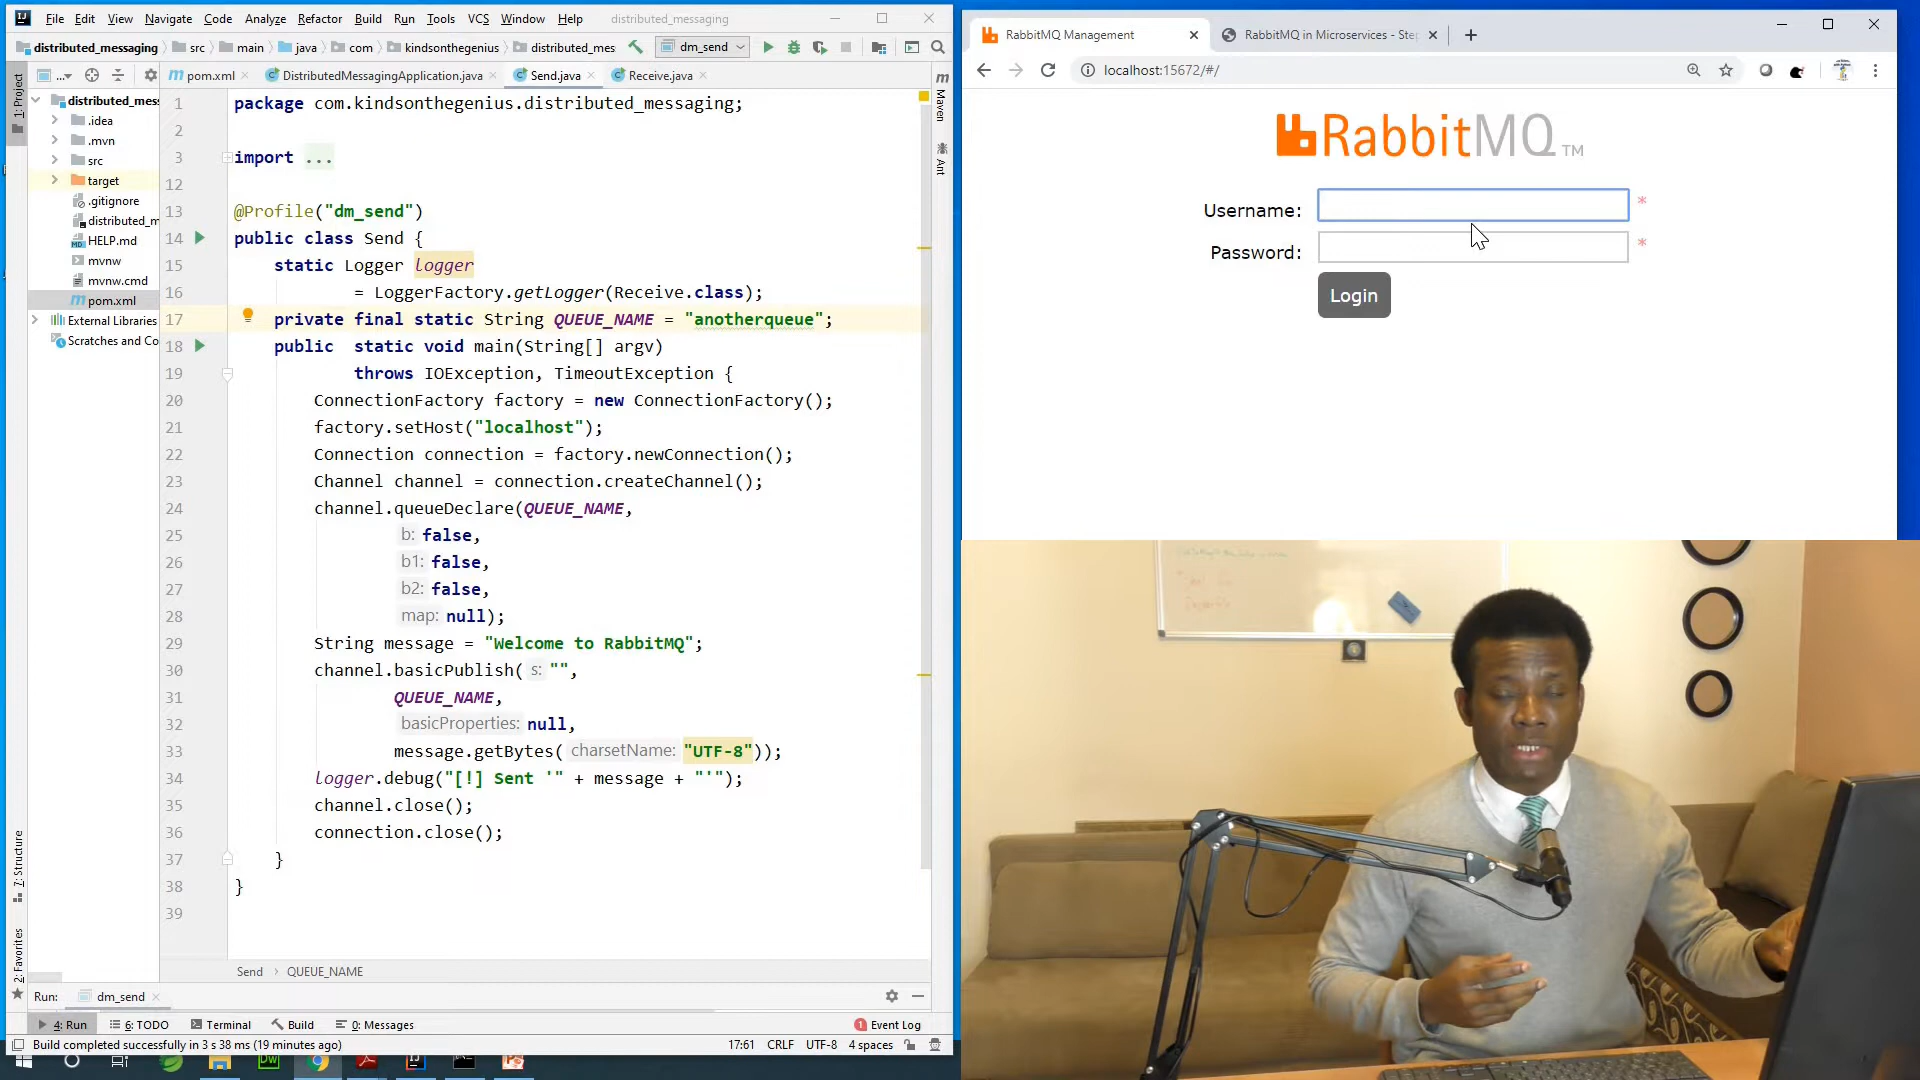 File Edit View Navigate Code Analyze Refactor Build Run Tools VCS Window Help distributed_messaging
distributed_messaging src main java com kindsonthegenius distributed_mes dm_send
1: Project
pom.xml DistributedMessagingApplication.java Send.java Receive.java
distributed_mess
.idea
.mvn
src
target
.gitignore
distributed_m
HELP.md
mvnw
mvnw.cmd
pom.xml
External Libraries
Scratches and Co
1 package com.kindsonthegenius.distributed_messaging;
2
3 import ...
12
13 @Profile("dm_send")
14 public class Send {
15 static Logger logger
16 = LoggerFactory.getLogger(Receive.class);
17 private final static String QUEUE_NAME = "anotherqueue";
18 public static void main(String[] argv)
19 throws IOException, TimeoutException {
20 ConnectionFactory factory = new ConnectionFactory();
21 factory.setHost("localhost");
22 Connection connection = factory.newConnection();
23 Channel channel = connection.createChannel();
24 channel.queueDeclare(QUEUE_NAME,
25 b: false,
26 b1: false,
27 b2: false,
28 map: null);
29 String message = "Welcome to RabbitMQ";
30 channel.basicPublish( s: "",
31 QUEUE_NAME,
32 basicProperties: null,
33 message.getBytes( charsetName: "UTF-8"));
34 logger.debug("[!] Sent '" + message + "'");
35 channel.close();
36 connection.close();
37 }
38 }
39
Maven
Ant
7: Structure
2: Favorites
Send › QUEUE_NAME
Run: dm_send
4: Run 6: TODO Terminal Build 0: Messages 1 Event Log
Build completed successfully in 3 s 38 ms (19 minutes ago) 17:61 CRLF UTF-8 4 spaces
RabbitMQ Management RabbitMQ in Microservices - Ste
localhost:15672/#/
RabbitMQ TM
Username: *
Password: *
Login